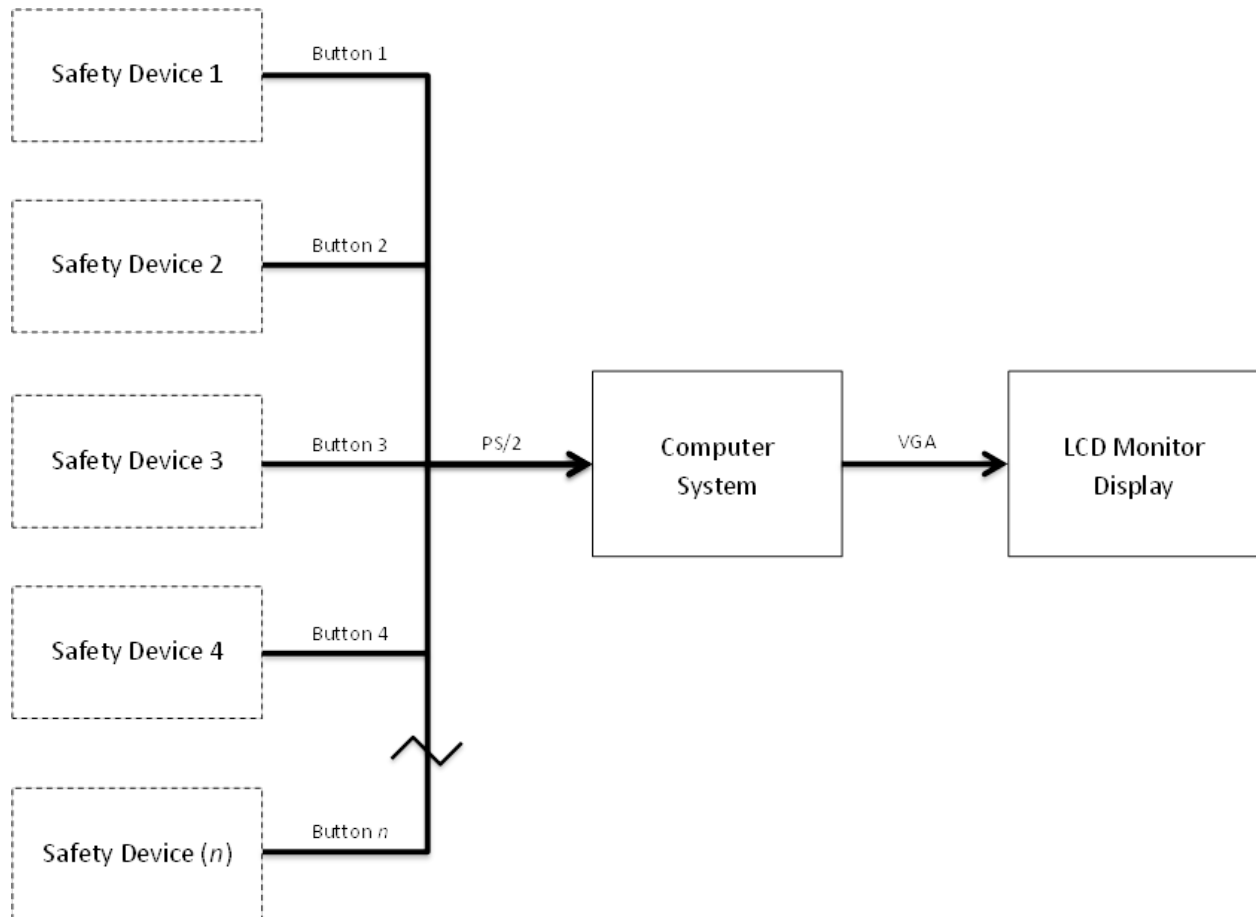 Safety Device 1
Button 1
Safety Device 2
Button 2
Safety Device 3
Button 3
PS/2
Computer
System
VGA
LCD Monitor
Display
Safety Device 4
Button 4
Safety Device (n)
Button n